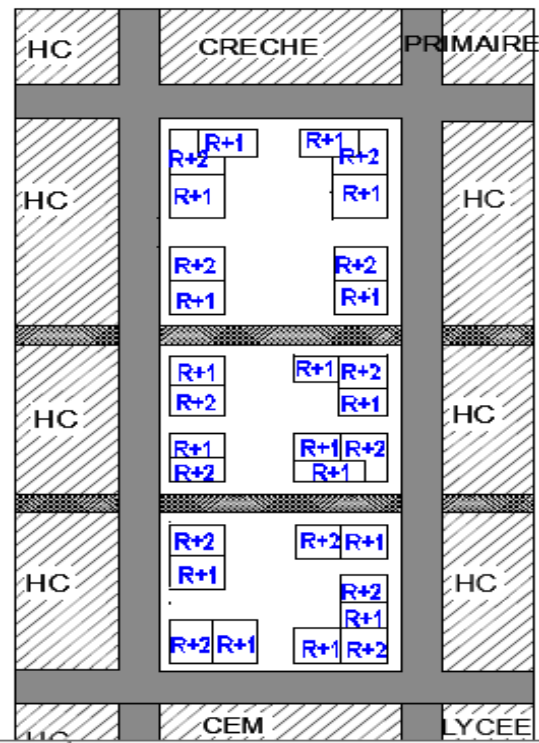 HC CRECHE PRIMAIRE
R+1 R+1
R+2 R+2
R+1 R+1
HC HC
R+2 R+2
R+1 R+1
R+1 R+1 R+2
R+2 R+1
HC HC
R+1 R+1 R+2
R+2 R+1
R+2 R+2 R+1
R+1
HC HC
R+2
R+1
R+2 R+1 R+1 R+2
HC CEM LYCEE